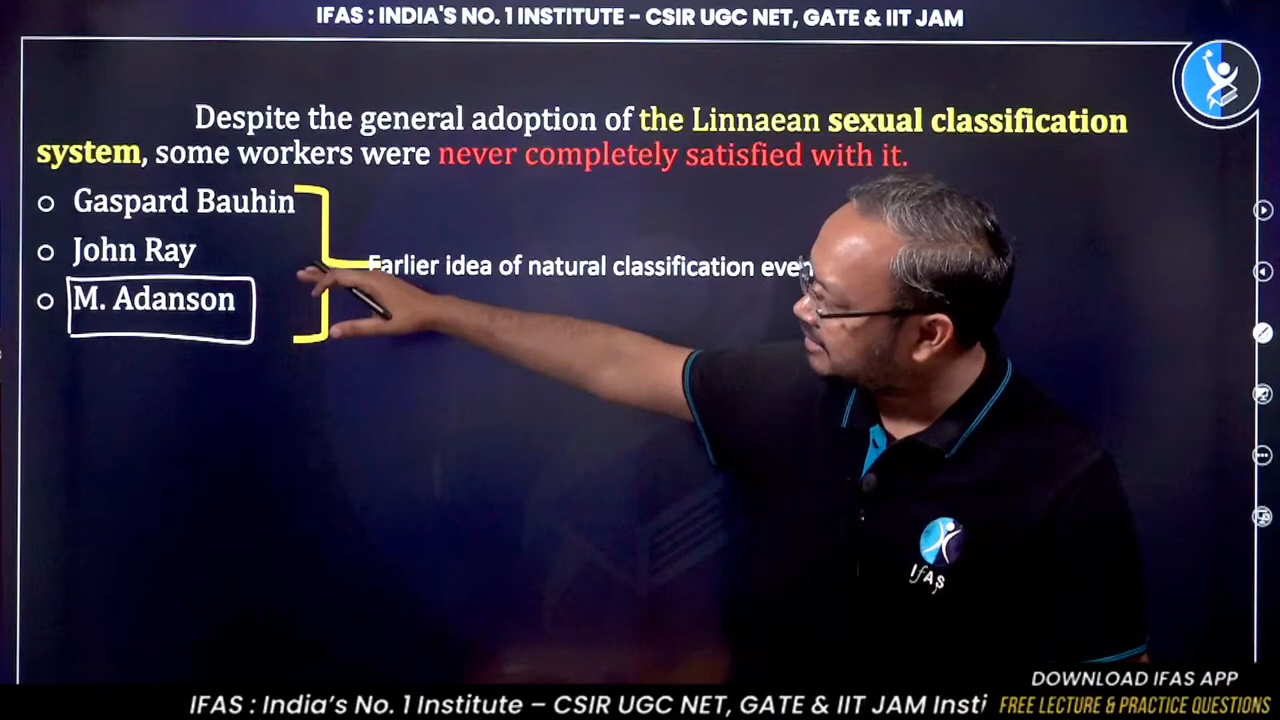 IFAS : INDIA'S NO. 1 INSTITUTE – CSIR UGC NET, GATE & IIT JAM
Despite the general adoption of the Linnaean sexual classification
system, some workers were never completely satisfied with it.
Gaspard Bauhin
John Ray
Earlier idea of natural classification even
M. Adanson
IFAS
DOWNLOAD IFAS APP
IFAS : India's No. 1 Institute – CSIR UGC NET, GATE & IIT JAM Insti
FREE LECTURE & PRACTICE QUESTIONS